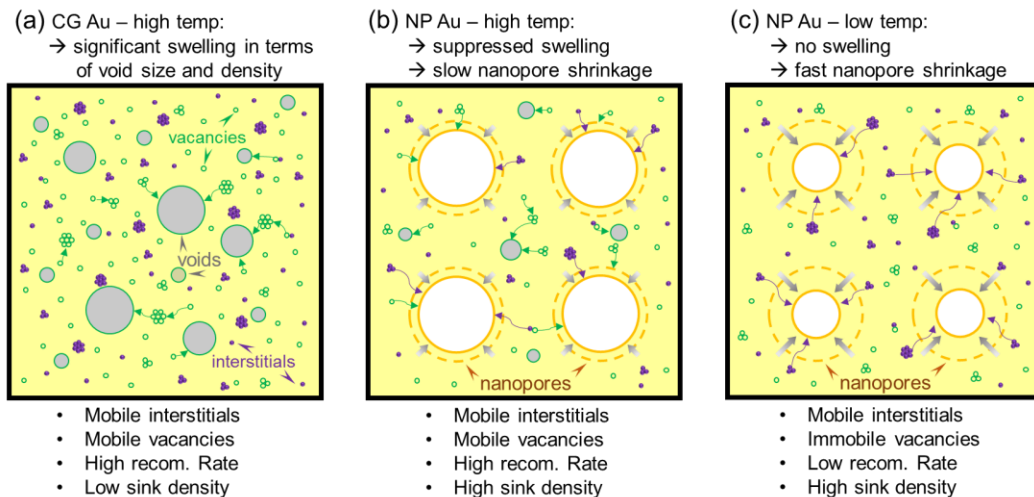 (a) CG Au – high temp:
→ significant swelling in terms
of void size and density
vacancies
voids
interstitials
• Mobile interstitials
• Mobile vacancies
• High recom. Rate
• Low sink density
(b) NP Au – high temp:
→ suppressed swelling
→ slow nanopore shrinkage
nanopores
• Mobile interstitials
• Mobile vacancies
• High recom. Rate
• High sink density
(c) NP Au – low temp:
→ no swelling
→ fast nanopore shrinkage
nanopores
• Mobile interstitials
• Immobile vacancies
• Low recom. Rate
• High sink density